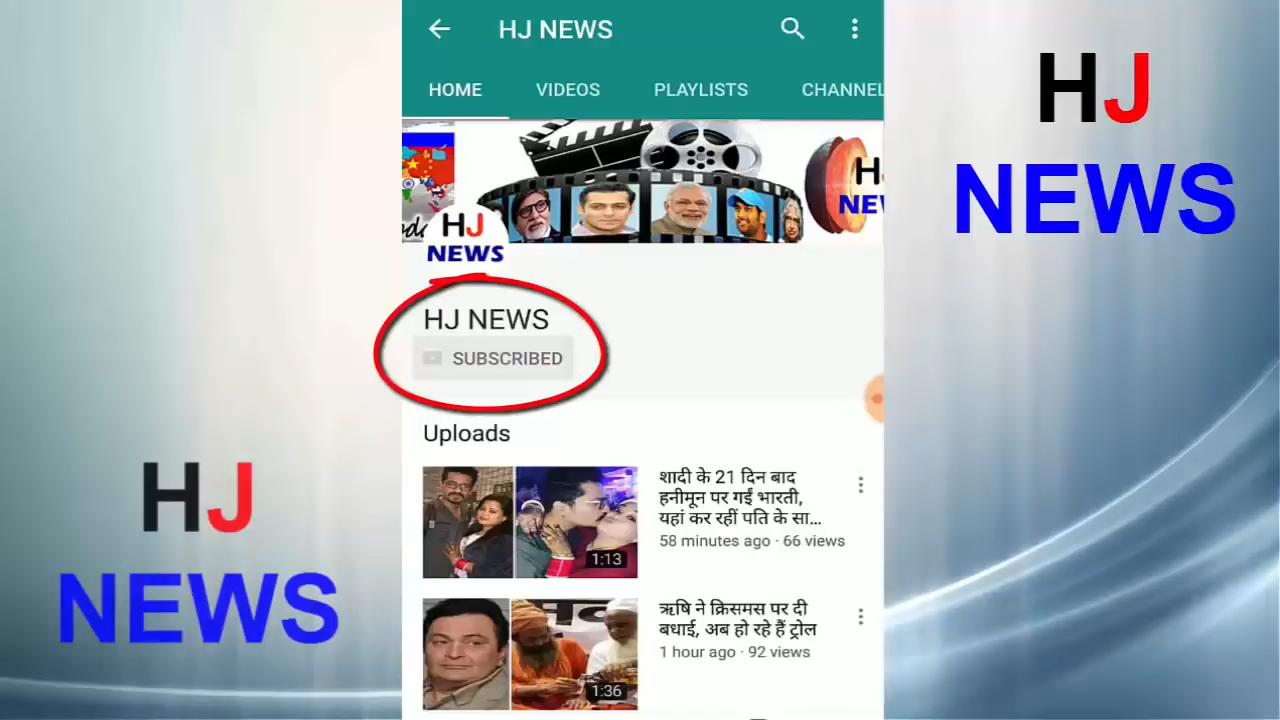 HJ NEWS
HOME VIDEOS PLAYLISTS CHANNEL
HJ
NEWS
HJ
NEWS
HJ
NEWS
HJ NEWS
SUBSCRIBED
Uploads
शादी के 21 दिन बाद
हनीमून पर गईं भारती,
यहां कर रहीं पति के सा...
58 minutes ago · 66 views
1:13
ऋषि ने क्रिसमस पर दी
बधाई, अब हो रहे हैं ट्रोल
1 hour ago · 92 views
1:36
HJ
NEWS